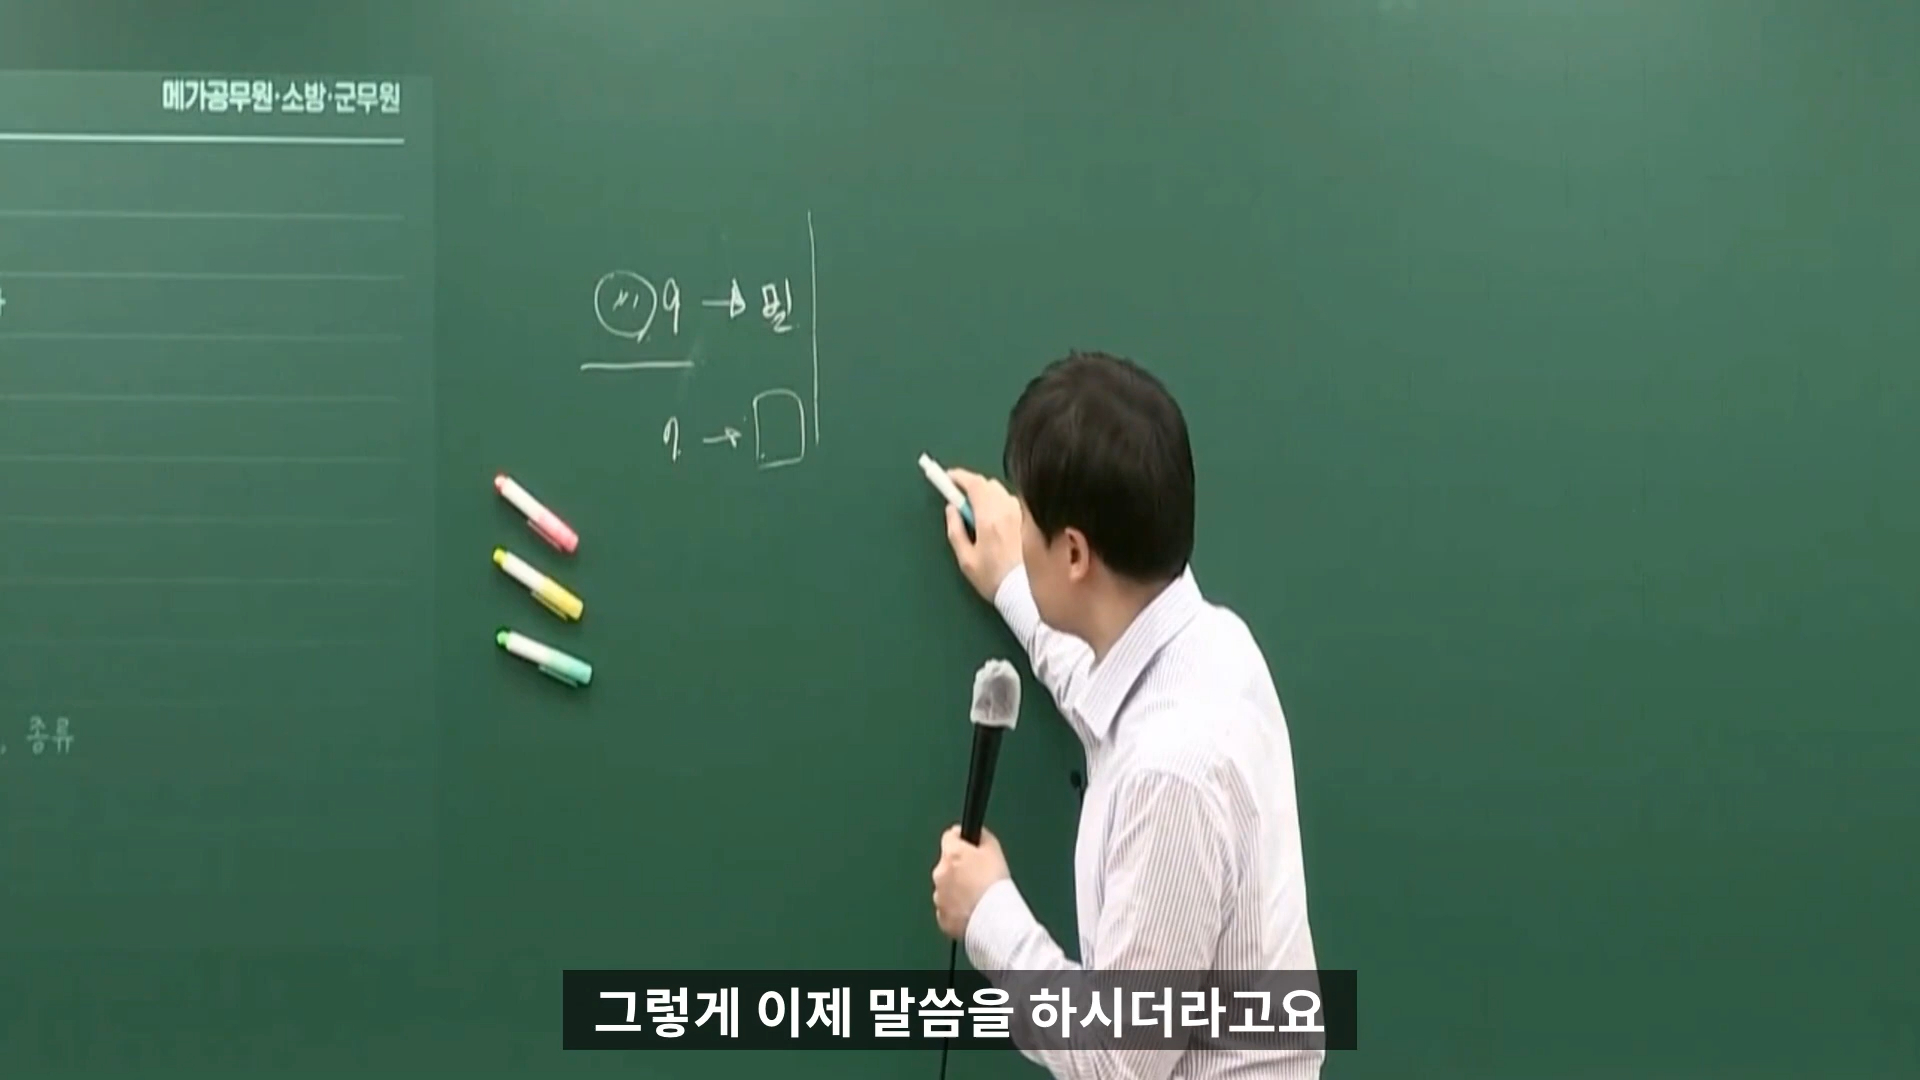 메가공무원·소방·군무원
9 → 밀
, 종류
그렇게 이제 말씀을 하시더라고요